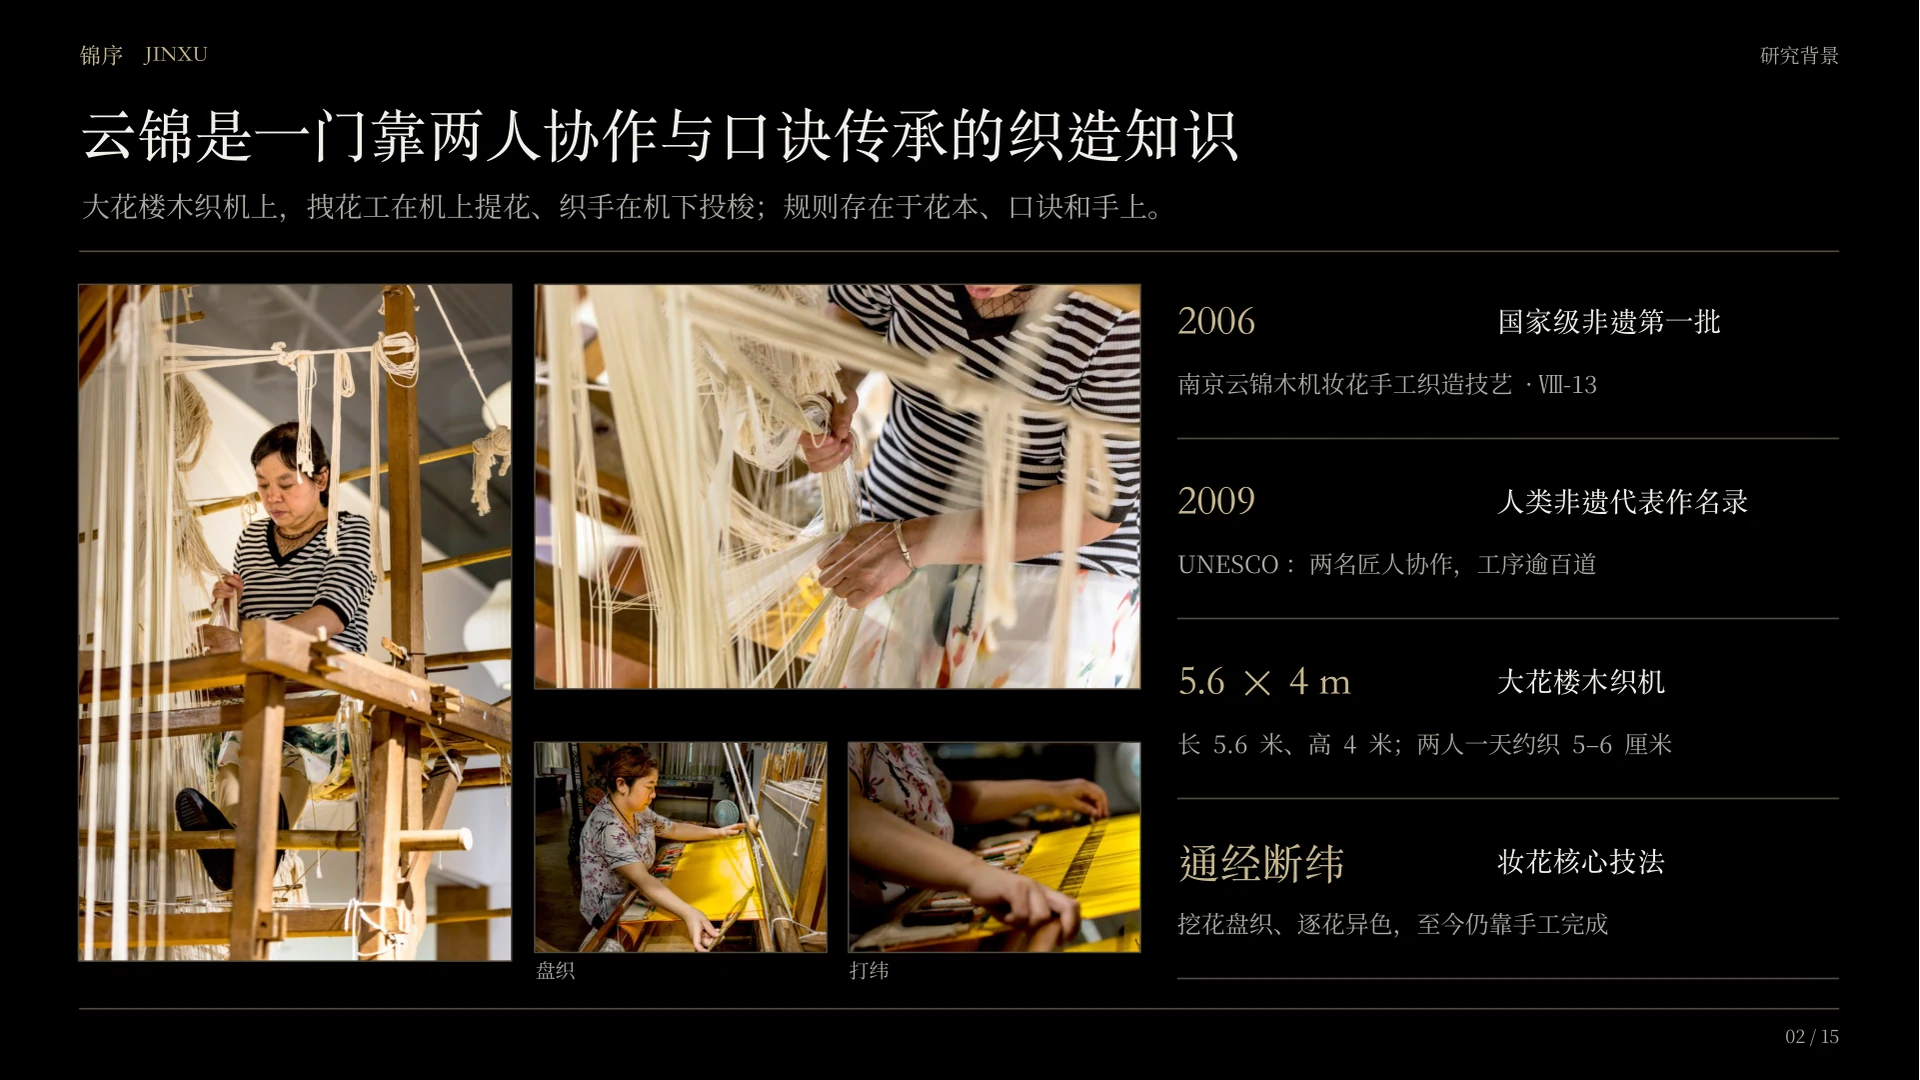 锦序 JINXU
研究背景
云锦是一门靠两人协作与口诀传承的织造知识
大花楼木织机上，拽花工在机上提花、织手在机下投梭；规则存在于花本、口诀和手上。
2006 国家级非遗第一批
南京云锦木机妆花手工织造技艺 · Ⅷ-13
2009 人类非遗代表作名录
UNESCO：两名匠人协作，工序逾百道
5.6 × 4 m 大花楼木织机
长 5.6 米、高 4 米；两人一天约织 5–6 厘米
通经断纬 妆花核心技法
挖花盘织、逐花异色，至今仍靠手工完成
盘织
打纬
02 / 15